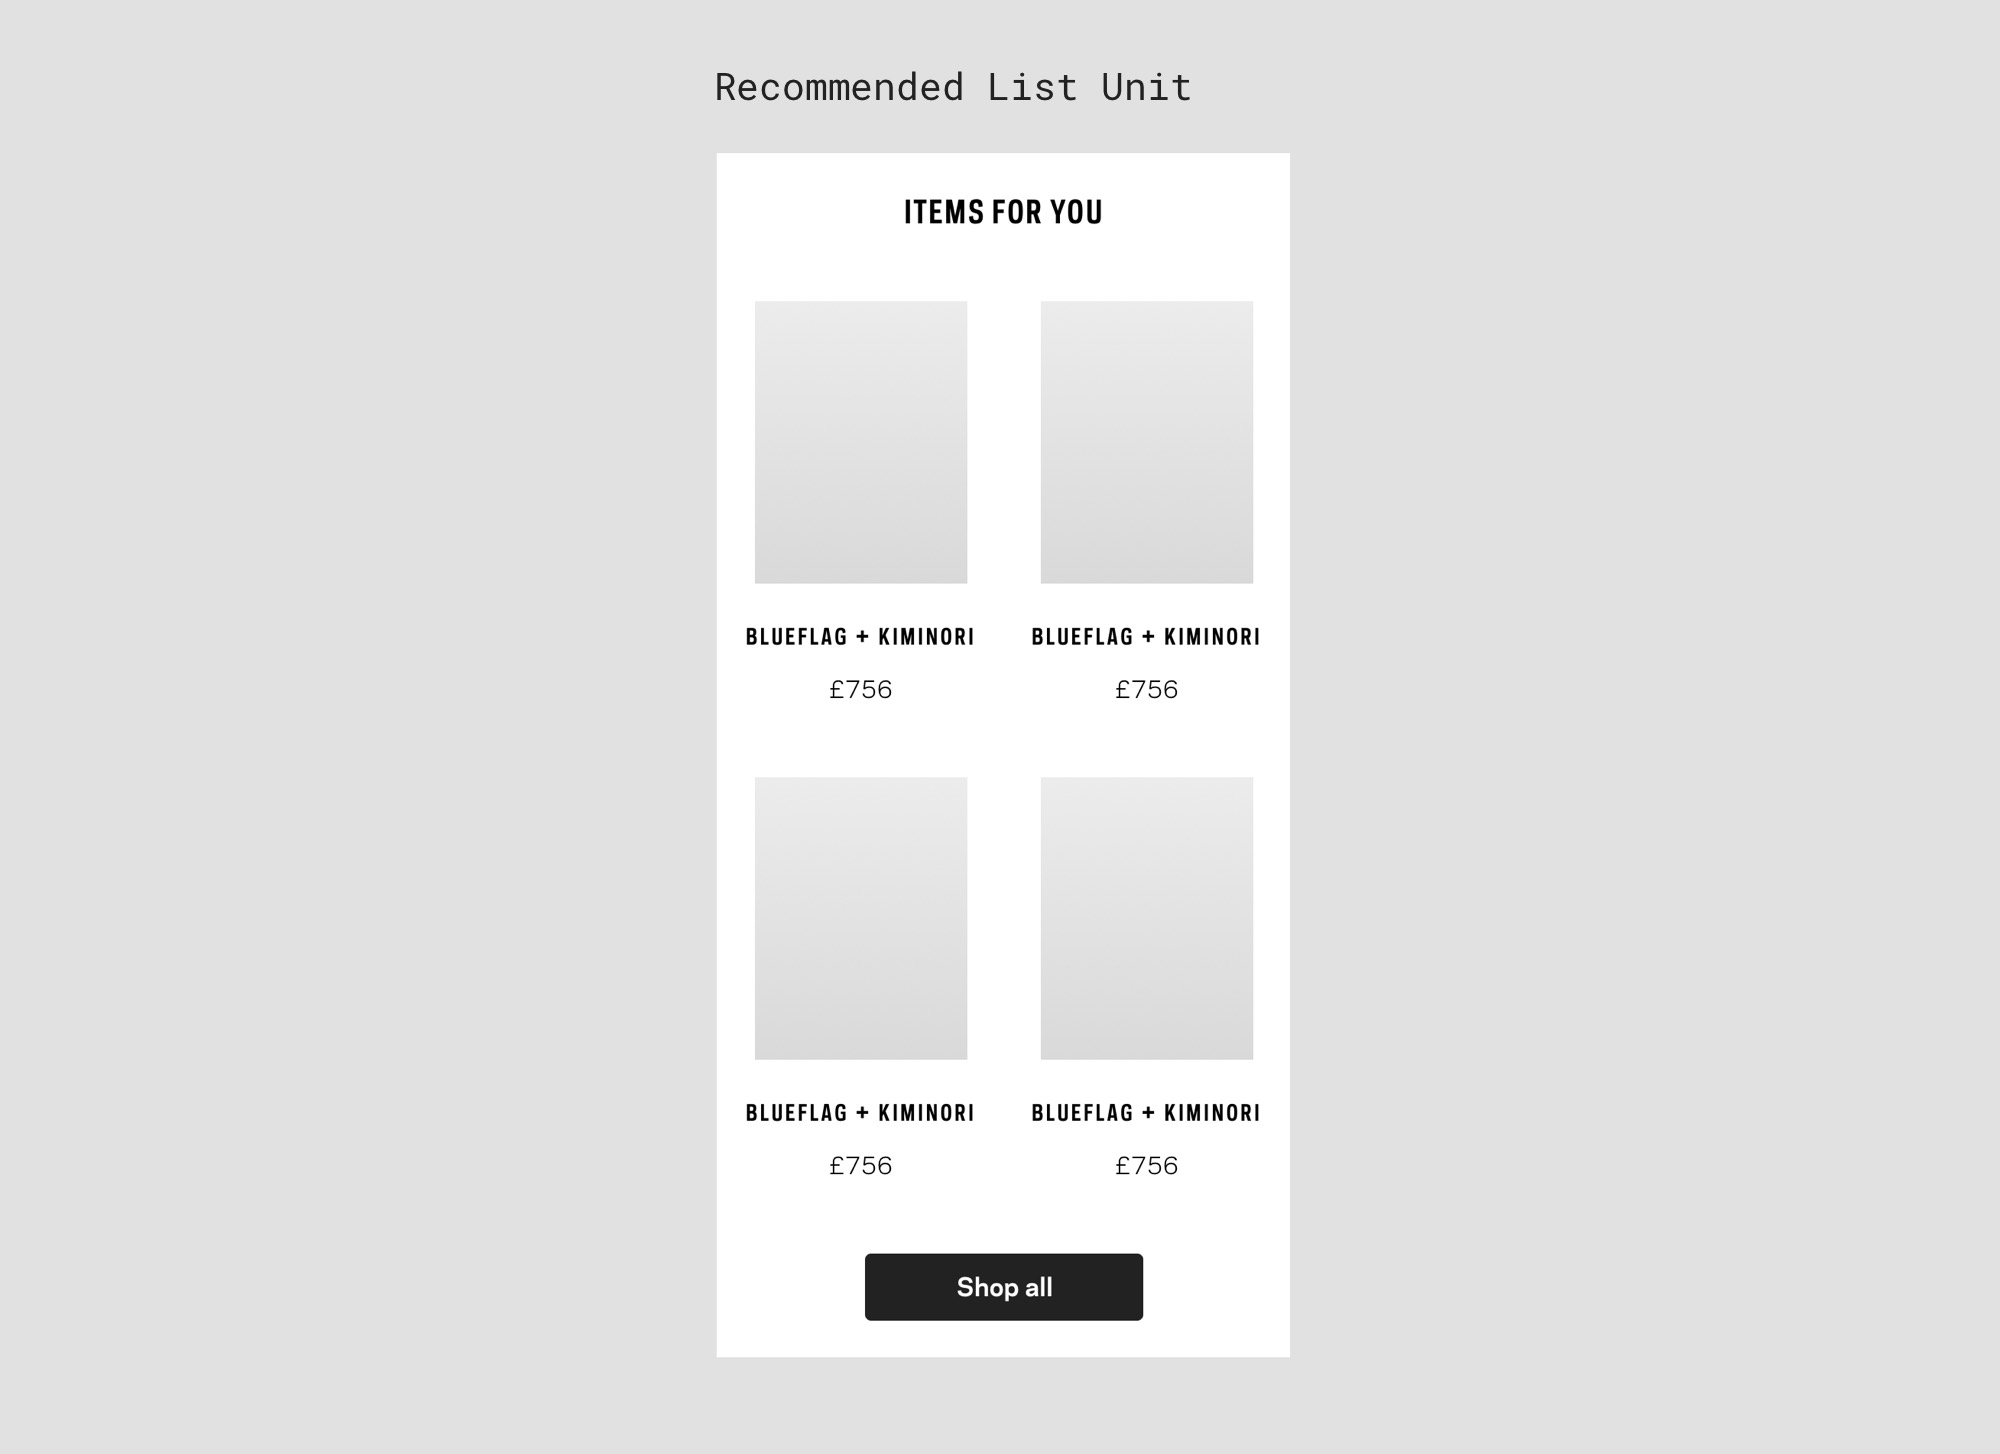 Recommended List Unit
ITEMS FOR YOU
BLUEFLAG + KIMINORI
£756
BLUEFLAG + KIMINORI
£756
BLUEFLAG + KIMINORI
£756
BLUEFLAG + KIMINORI
£756
Shop all